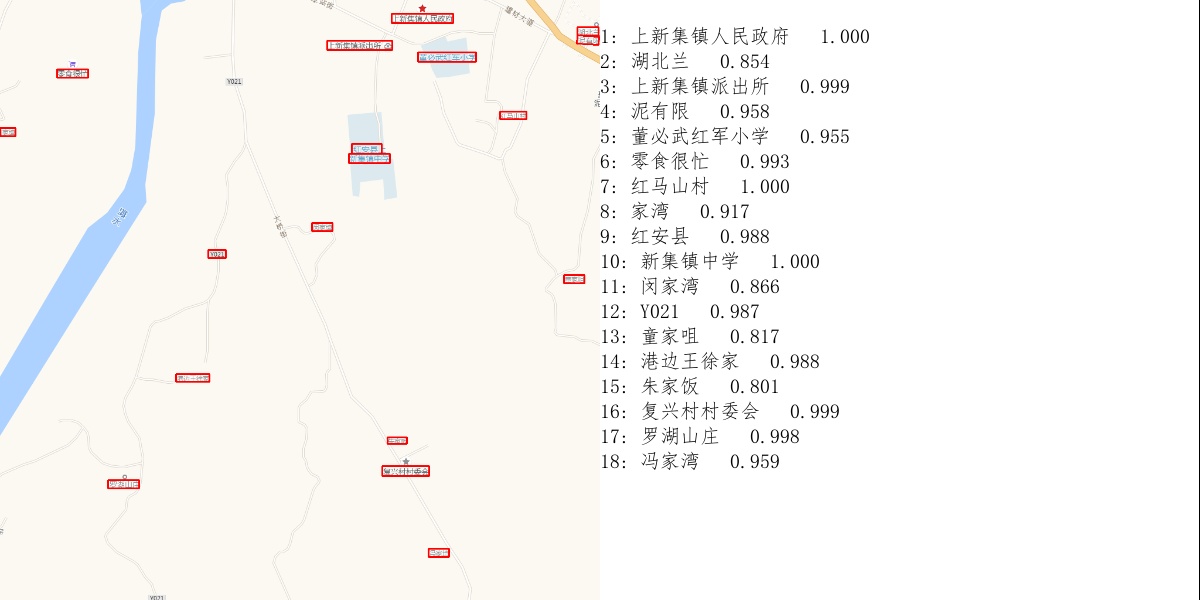 上新集镇人民政府
上新集镇派出所
董必武红军小学
Y021
红安县
新集镇中学
Y021
复兴村村委会
Y021
1: 上新集镇人民政府 1.000
2: 湖北兰 0.854
3: 上新集镇派出所 0.999
4: 泥有限 0.958
5: 董必武红军小学 0.955
6: 零食很忙 0.993
7: 红马山村 1.000
8: 家湾 0.917
9: 红安县 0.988
10: 新集镇中学 1.000
11: 闵家湾 0.866
12: Y021 0.987
13: 童家咀 0.817
14: 港边王徐家 0.988
15: 朱家饭 0.801
16: 复兴村村委会 0.999
17: 罗湖山庄 0.998
18: 冯家湾 0.959